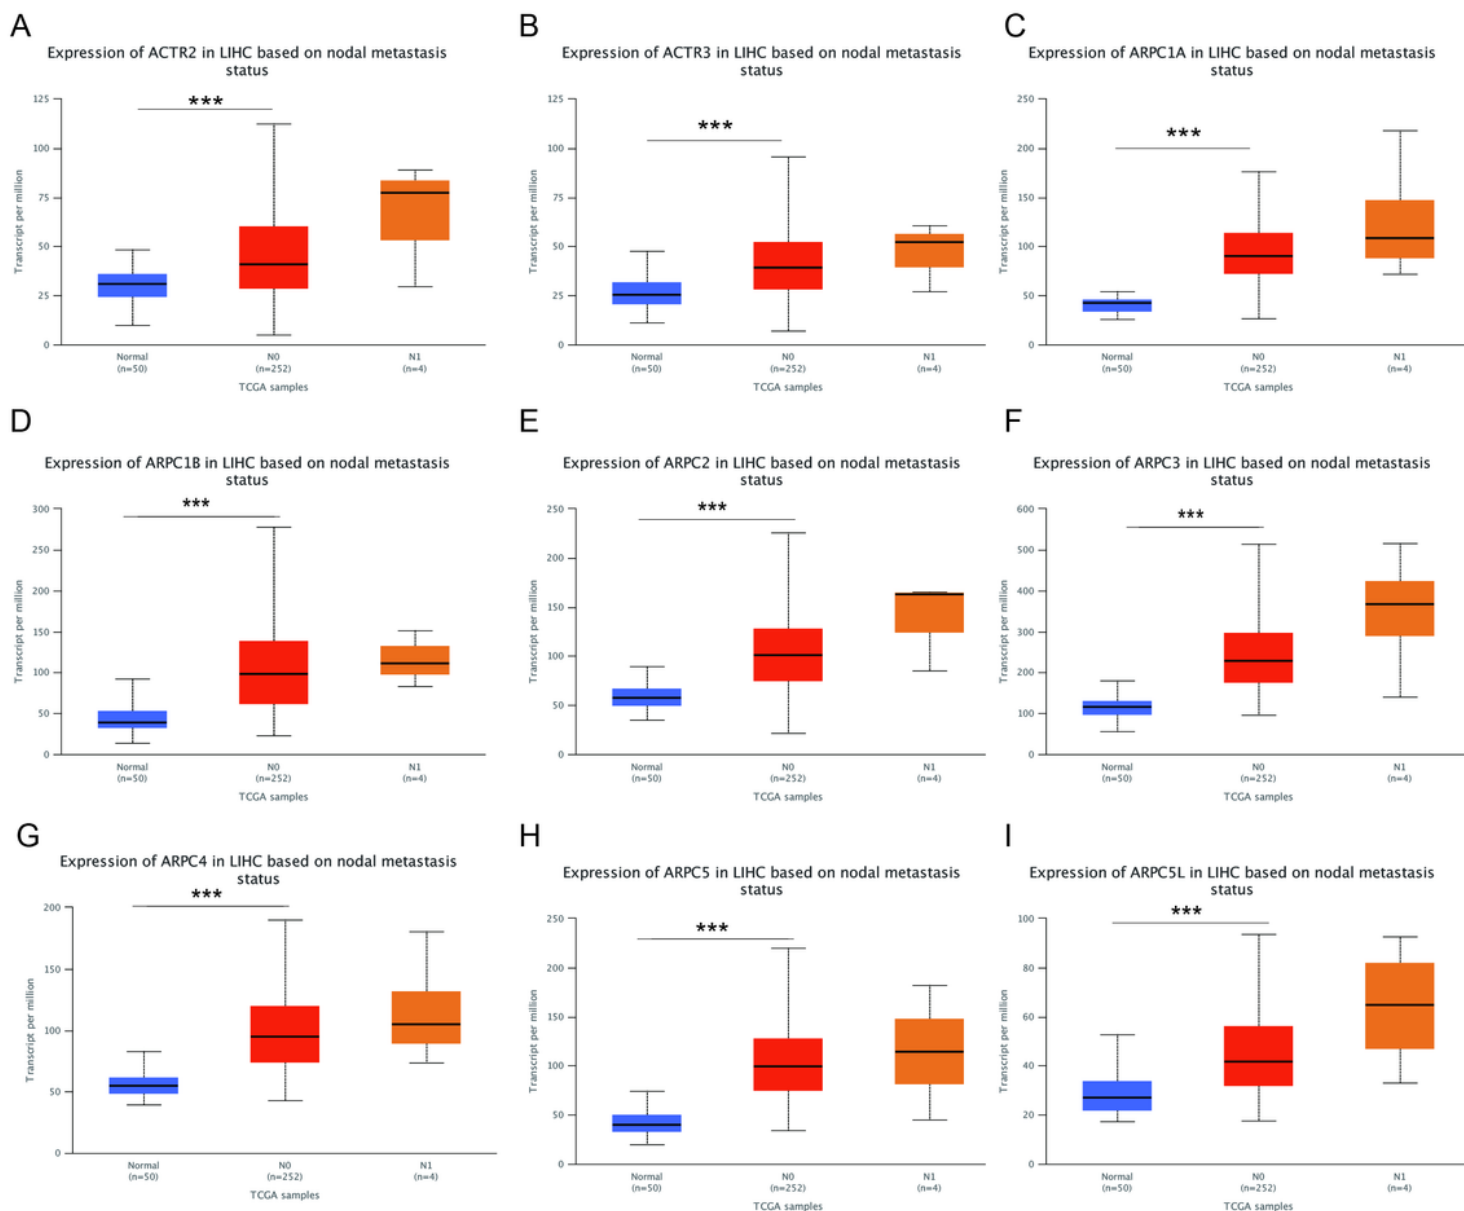 A
Expression of ACTR2 in LIHC based on nodal metastasis
status
***
125
100
75
50
25
0
Transcript per million
Normal
(n=50)
N0
(n=252)
N1
(n=4)
TCGA samples
B
Expression of ACTR3 in LIHC based on nodal metastasis
status
***
125
100
75
50
25
0
Transcript per million
Normal
(n=50)
N0
(n=252)
N1
(n=4)
TCGA samples
C
Expression of ARPC1A in LIHC based on nodal metastasis
status
***
250
200
150
100
50
0
Transcript per million
Normal
(n=50)
N0
(n=252)
N1
(n=4)
TCGA samples
D
Expression of ARPC1B in LIHC based on nodal metastasis
status
***
300
250
200
150
100
50
0
Transcript per million
Normal
(n=50)
N0
(n=252)
N1
(n=4)
TCGA samples
E
Expression of ARPC2 in LIHC based on nodal metastasis
status
***
250
200
150
100
50
0
Transcript per million
Normal
(n=50)
N0
(n=252)
N1
(n=4)
TCGA samples
F
Expression of ARPC3 in LIHC based on nodal metastasis
status
***
600
500
400
300
200
100
0
Transcript per million
Normal
(n=50)
N0
(n=252)
N1
(n=4)
TCGA samples
G
Expression of ARPC4 in LIHC based on nodal metastasis
status
***
200
150
100
50
0
Transcript per million
Normal
(n=50)
N0
(n=252)
N1
(n=4)
TCGA samples
H
Expression of ARPC5 in LIHC based on nodal metastasis
status
***
250
200
150
100
50
0
Transcript per million
Normal
(n=50)
N0
(n=252)
N1
(n=4)
TCGA samples
I
Expression of ARPC5L in LIHC based on nodal metastasis
status
***
100
80
60
40
20
0
Transcript per million
Normal
(n=50)
N0
(n=252)
N1
(n=4)
TCGA samples